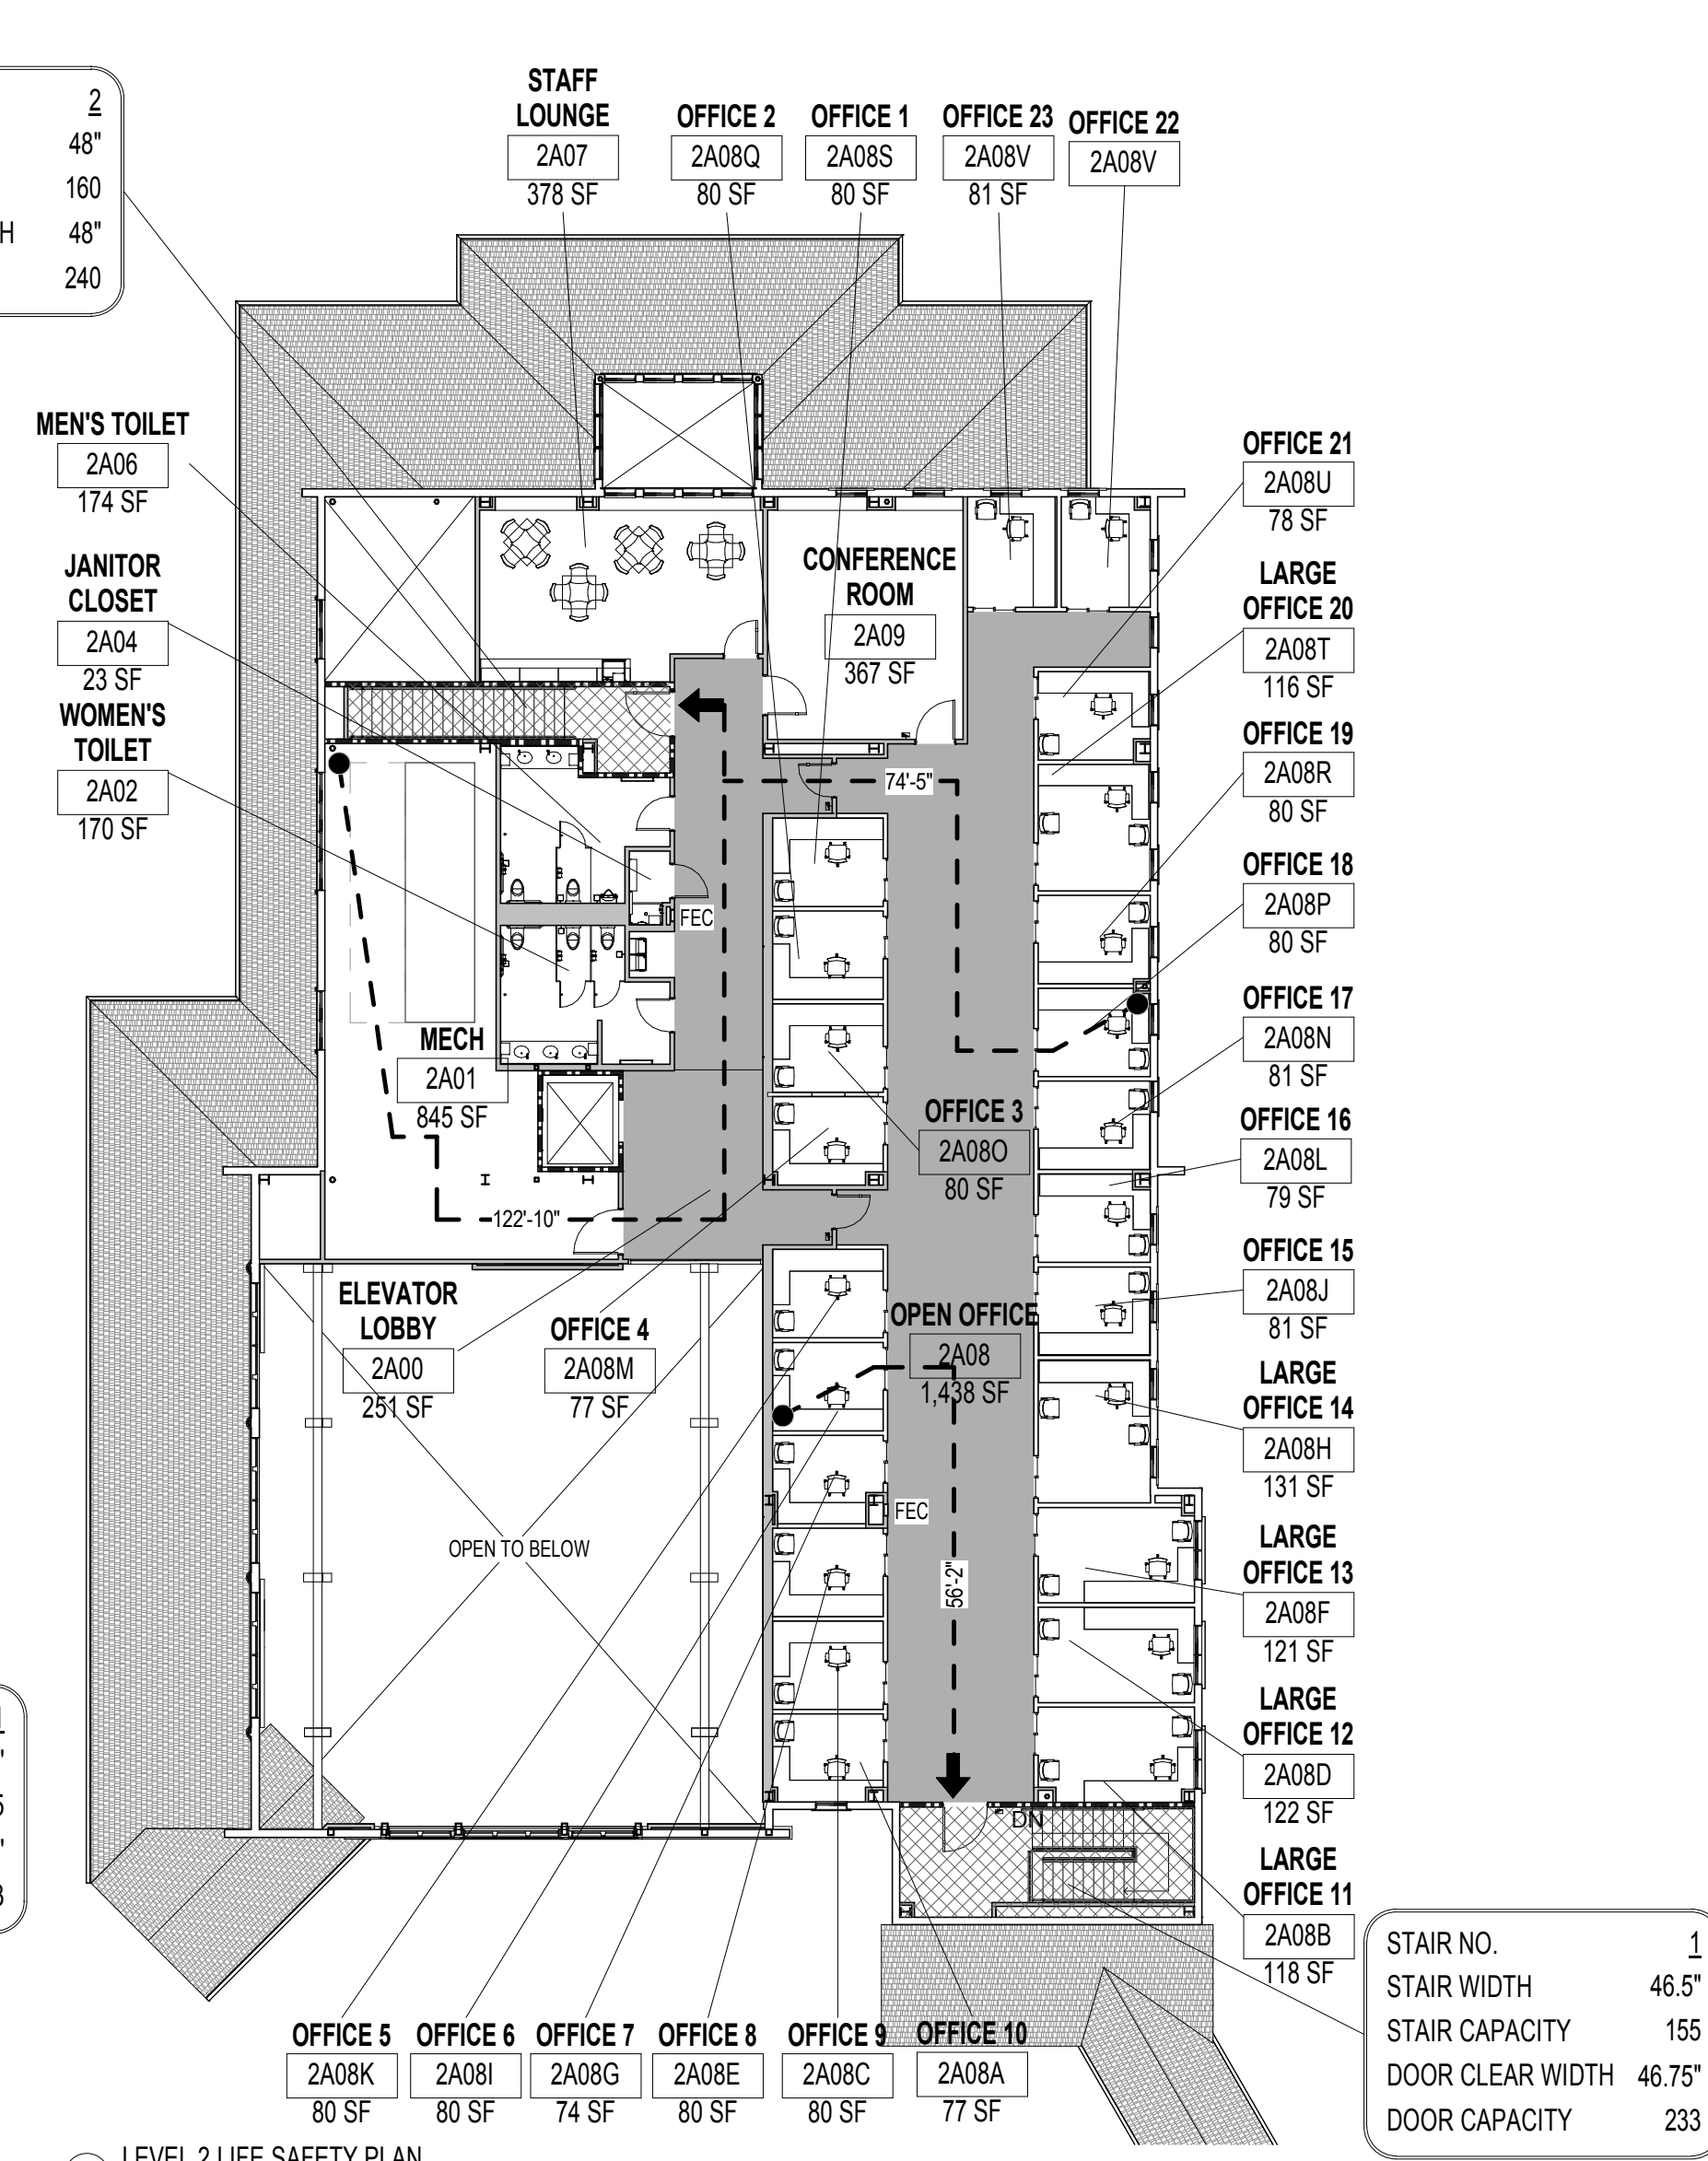 2
48"
160
H 48"
240
STAFF
LOUNGE
2A07
378 SF
OFFICE 2
2A08Q
80 SF
OFFICE 1
2A08S
80 SF
OFFICE 23
2A08V
81 SF
OFFICE 22
2A08V
MEN'S TOILET
2A06
174 SF
JANITOR
CLOSET
2A04
23 SF
WOMEN'S
TOILET
2A02
170 SF
CONFERENCE
ROOM
2A09
367 SF
OFFICE 21
2A08U
78 SF
LARGE
OFFICE 20
2A08T
116 SF
OFFICE 19
2A08R
80 SF
OFFICE 18
2A08P
80 SF
OFFICE 17
2A08N
81 SF
OFFICE 16
2A08L
79 SF
OFFICE 15
2A08J
81 SF
LARGE
OFFICE 14
2A08H
131 SF
LARGE
OFFICE 13
2A08F
121 SF
LARGE
OFFICE 12
2A08D
122 SF
LARGE
OFFICE 11
2A08B
118 SF
74'-5"
FEC
MECH
2A01
845 SF
OFFICE 3
2A08O
80 SF
122'-10"
ELEVATOR
LOBBY
2A00
251 SF
OFFICE 4
2A08M
77 SF
OPEN OFFICE
2A08
1,438 SF
FEC
OPEN TO BELOW
56'-2"
DN
OFFICE 5
2A08K
80 SF
OFFICE 6
2A08I
80 SF
OFFICE 7
2A08G
74 SF
OFFICE 8
2A08E
80 SF
OFFICE 9
2A08C
80 SF
OFFICE 10
2A08A
77 SF
STAIR NO. 1
STAIR WIDTH 46.5"
STAIR CAPACITY 155
DOOR CLEAR WIDTH 46.75"
DOOR CAPACITY 233
LEVEL 2 LIFE SAFETY PLAN